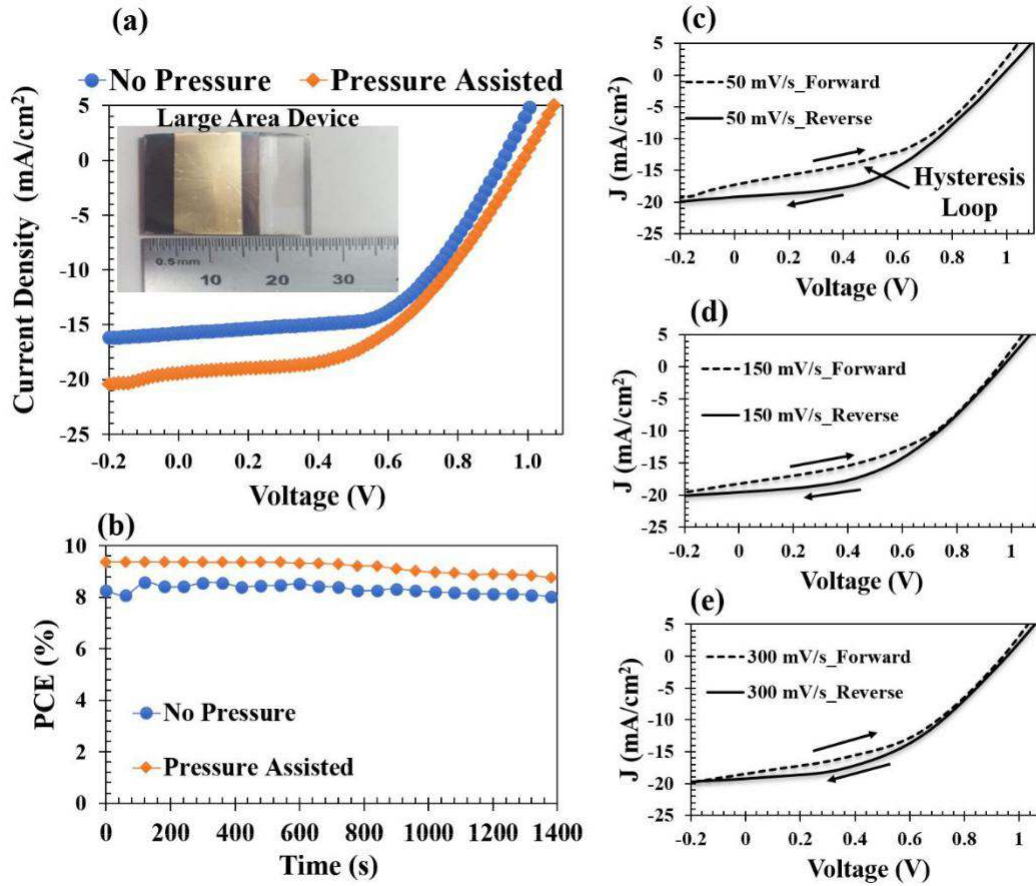 (a)
No Pressure
Pressure Assisted
Large Area Device
0.5 mm
10
20
30
5
0
-5
-10
-15
-20
-25
-0.2
0.0
0.2
0.4
0.6
0.8
1.0
Current Density (mA/cm²)
Voltage (V)
(b)
10
8
6
4
2
0
No Pressure
Pressure Assisted
0
200
400
600
800
1000
1200
1400
PCE (%)
Time (s)
(c)
50 mV/s_Forward
50 mV/s_Reverse
Hysteresis
Loop
5
0
-5
-10
-15
-20
-25
-0.2
0
0.2
0.4
0.6
0.8
1
J (mA/cm²)
Voltage (V)
(d)
150 mV/s_Forward
150 mV/s_Reverse
5
0
-5
-10
-15
-20
-25
-0.2
0
0.2
0.4
0.6
0.8
1
J (mA/cm²)
Voltage (V)
(e)
300 mV/s_Forward
300 mV/s_Reverse
5
0
-5
-10
-15
-20
-25
-0.2
0
0.2
0.4
0.6
0.8
1
J (mA/cm²)
Voltage (V)